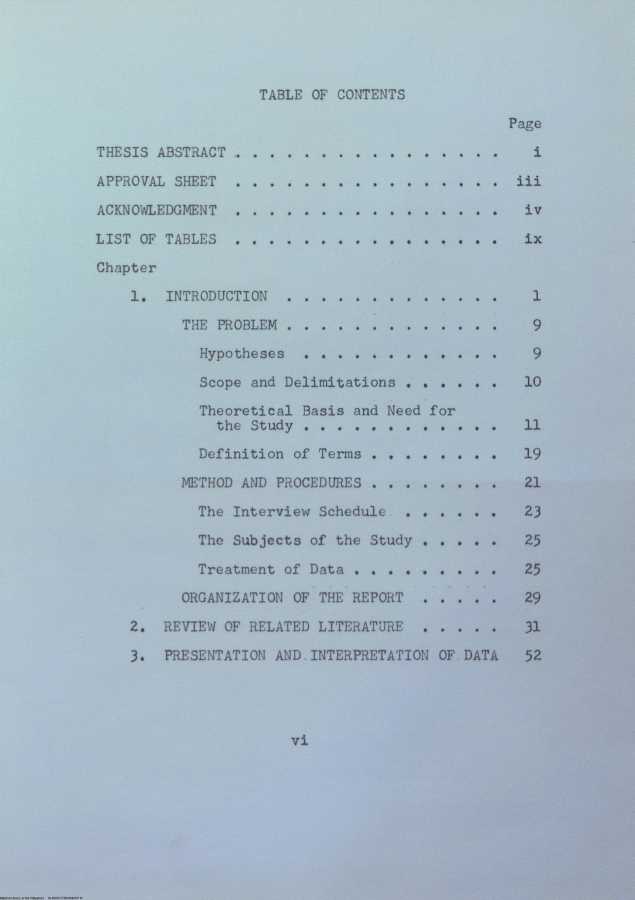 TABLE OF CONTENTS
Page
THESIS ABSTRACT . . . . . . . . . . . . . . . . i
APPROVAL SHEET . . . . . . . . . . . . . . . . iii
ACKNOWLEDGMENT . . . . . . . . . . . . . . . . iv
LIST OF TABLES . . . . . . . . . . . . . . . . ix
Chapter
1. INTRODUCTION . . . . . . . . . . . . . 1
THE PROBLEM . . . . . . . . . . . . . 9
Hypotheses . . . . . . . . . . . . 9
Scope and Delimitations . . . . . . 10
Theoretical Basis and Need for
the Study . . . . . . . . . . . . 11
Definition of Terms . . . . . . . . 19
METHOD AND PROCEDURES . . . . . . . . 21
The Interview Schedule . . . . . . 23
The Subjects of the Study . . . . . 25
Treatment of Data . . . . . . . . . 25
ORGANIZATION OF THE REPORT . . . . . 29
2. REVIEW OF RELATED LITERATURE . . . . . 31
3. PRESENTATION AND INTERPRETATION OF DATA 52
vi